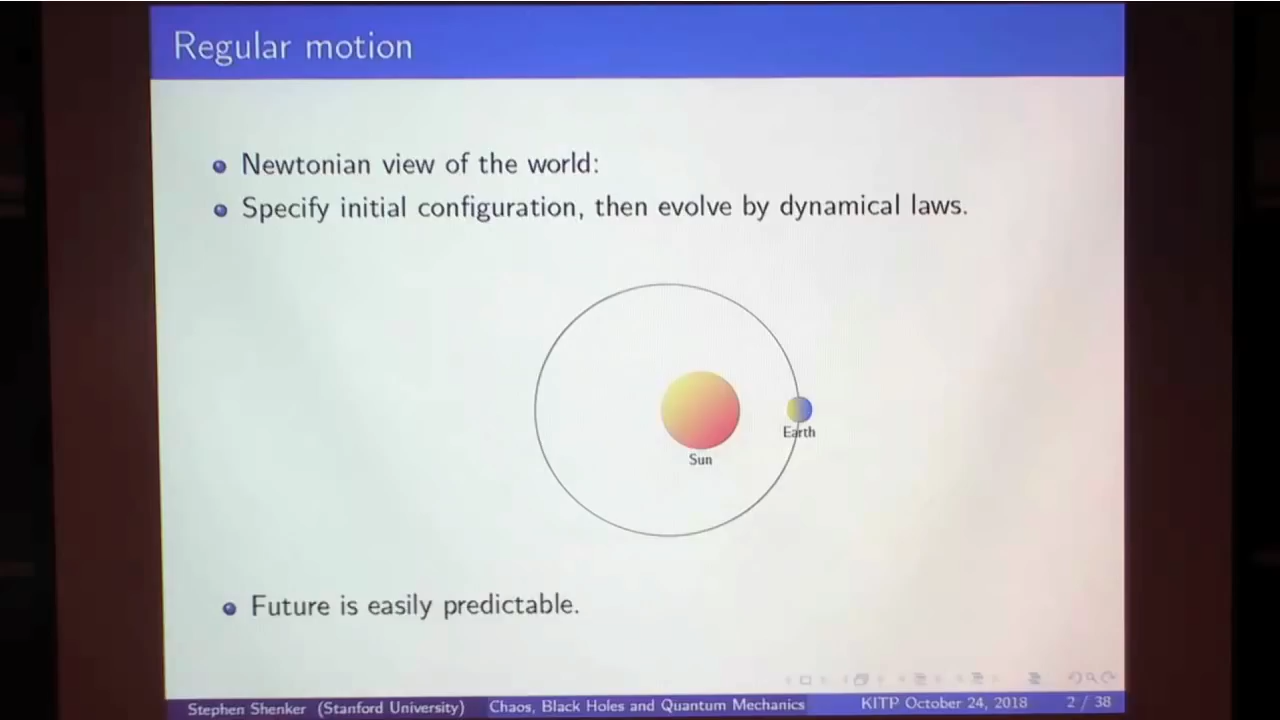 Regular motion
Newtonian view of the world:
Specify initial configuration, then evolve by dynamical laws.
Earth
Sun
Future is easily predictable.
Stephen Shenker (Stanford University) Chaos, Black Holes and Quantum Mechanics KITP October 24, 2018 2 / 38